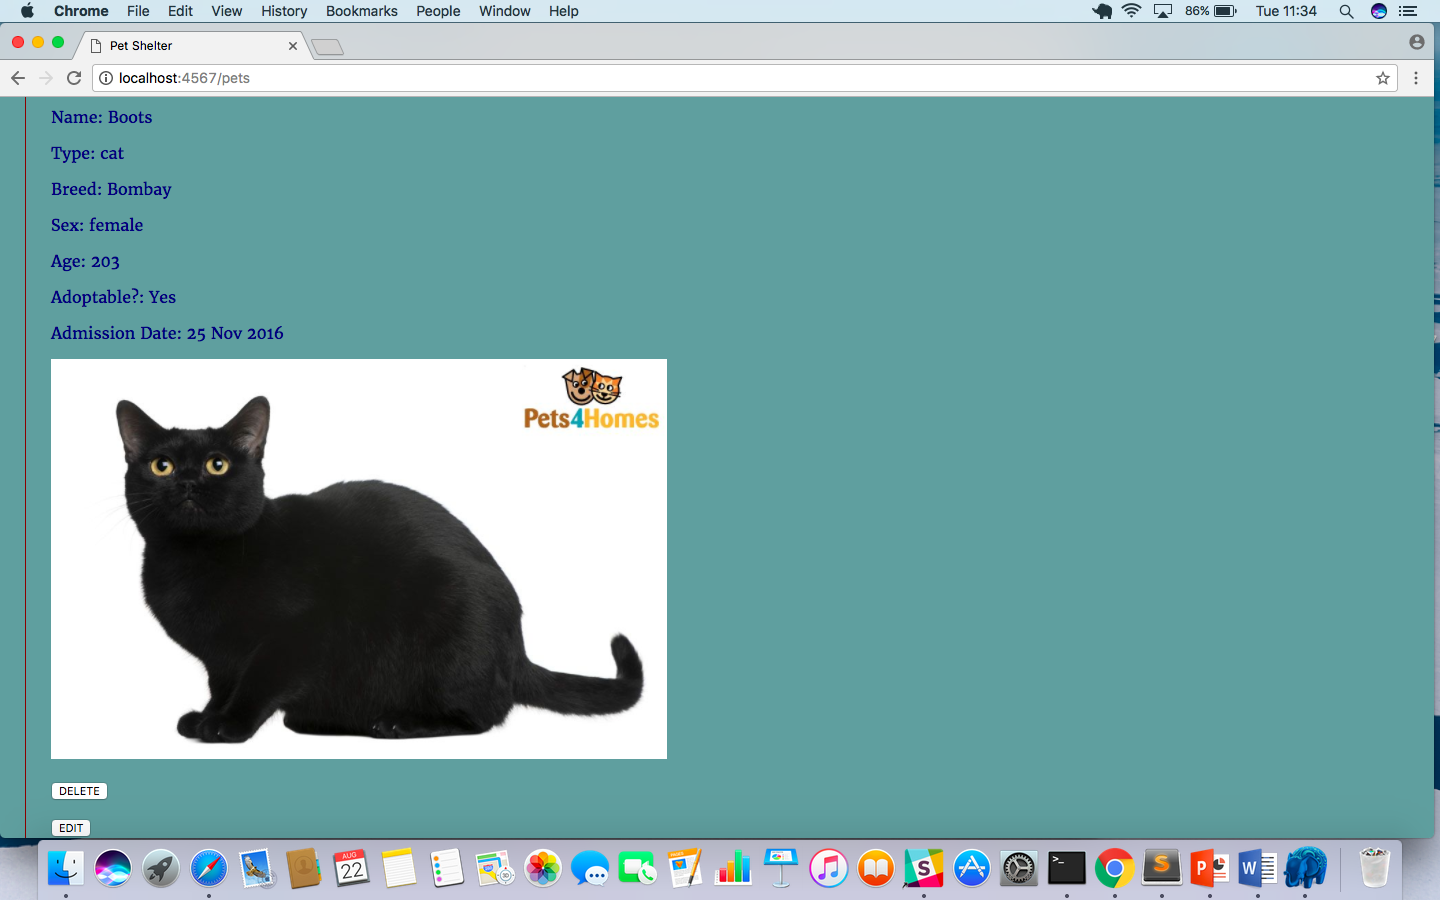 Chrome File Edit View History Bookmarks People Window Help 86% Tue 11:34
Pet Shelter
localhost:4567/pets
Name: Boots
Type: cat
Breed: Bombay
Sex: female
Age: 203
Adoptable?: Yes
Admission Date: 25 Nov 2016
Pets4Homes
DELETE
EDIT
AUG
22